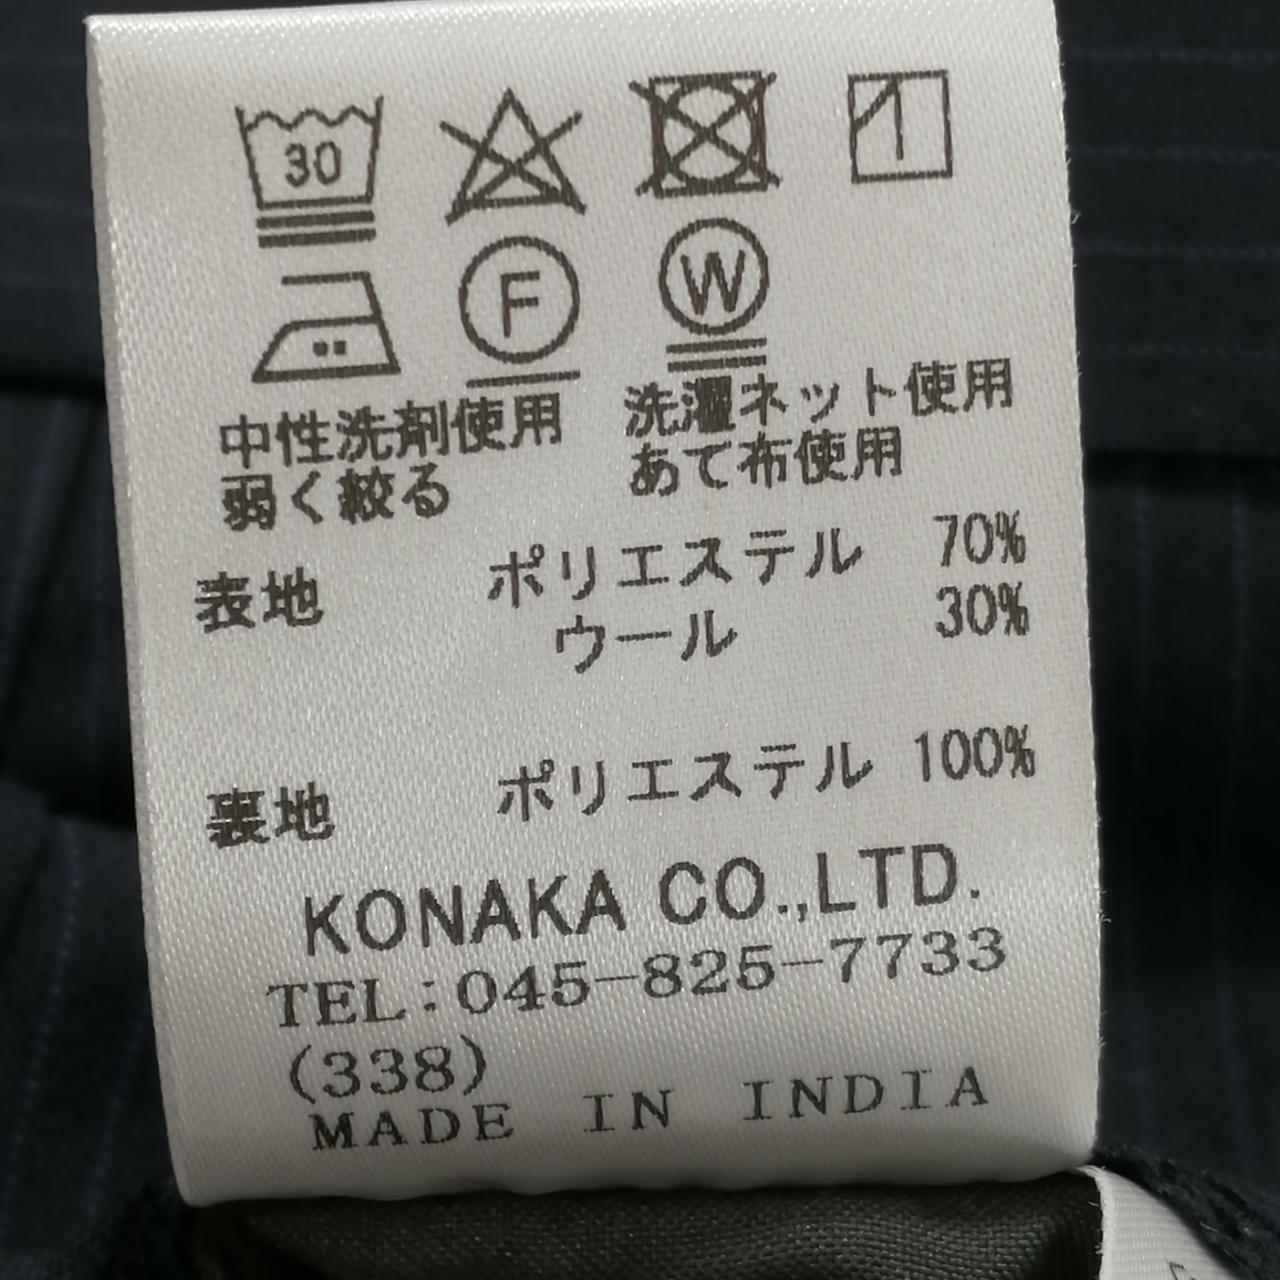 30
F W
中性洗剤使用 洗濯ネット使用
弱く絞る あて布使用
表地 ポリエステル 70%
ウール 30%
裏地 ポリエステル 100%
KONAKA CO.,LTD.
TEL:045-825-7733
(338)
MADE IN INDIA